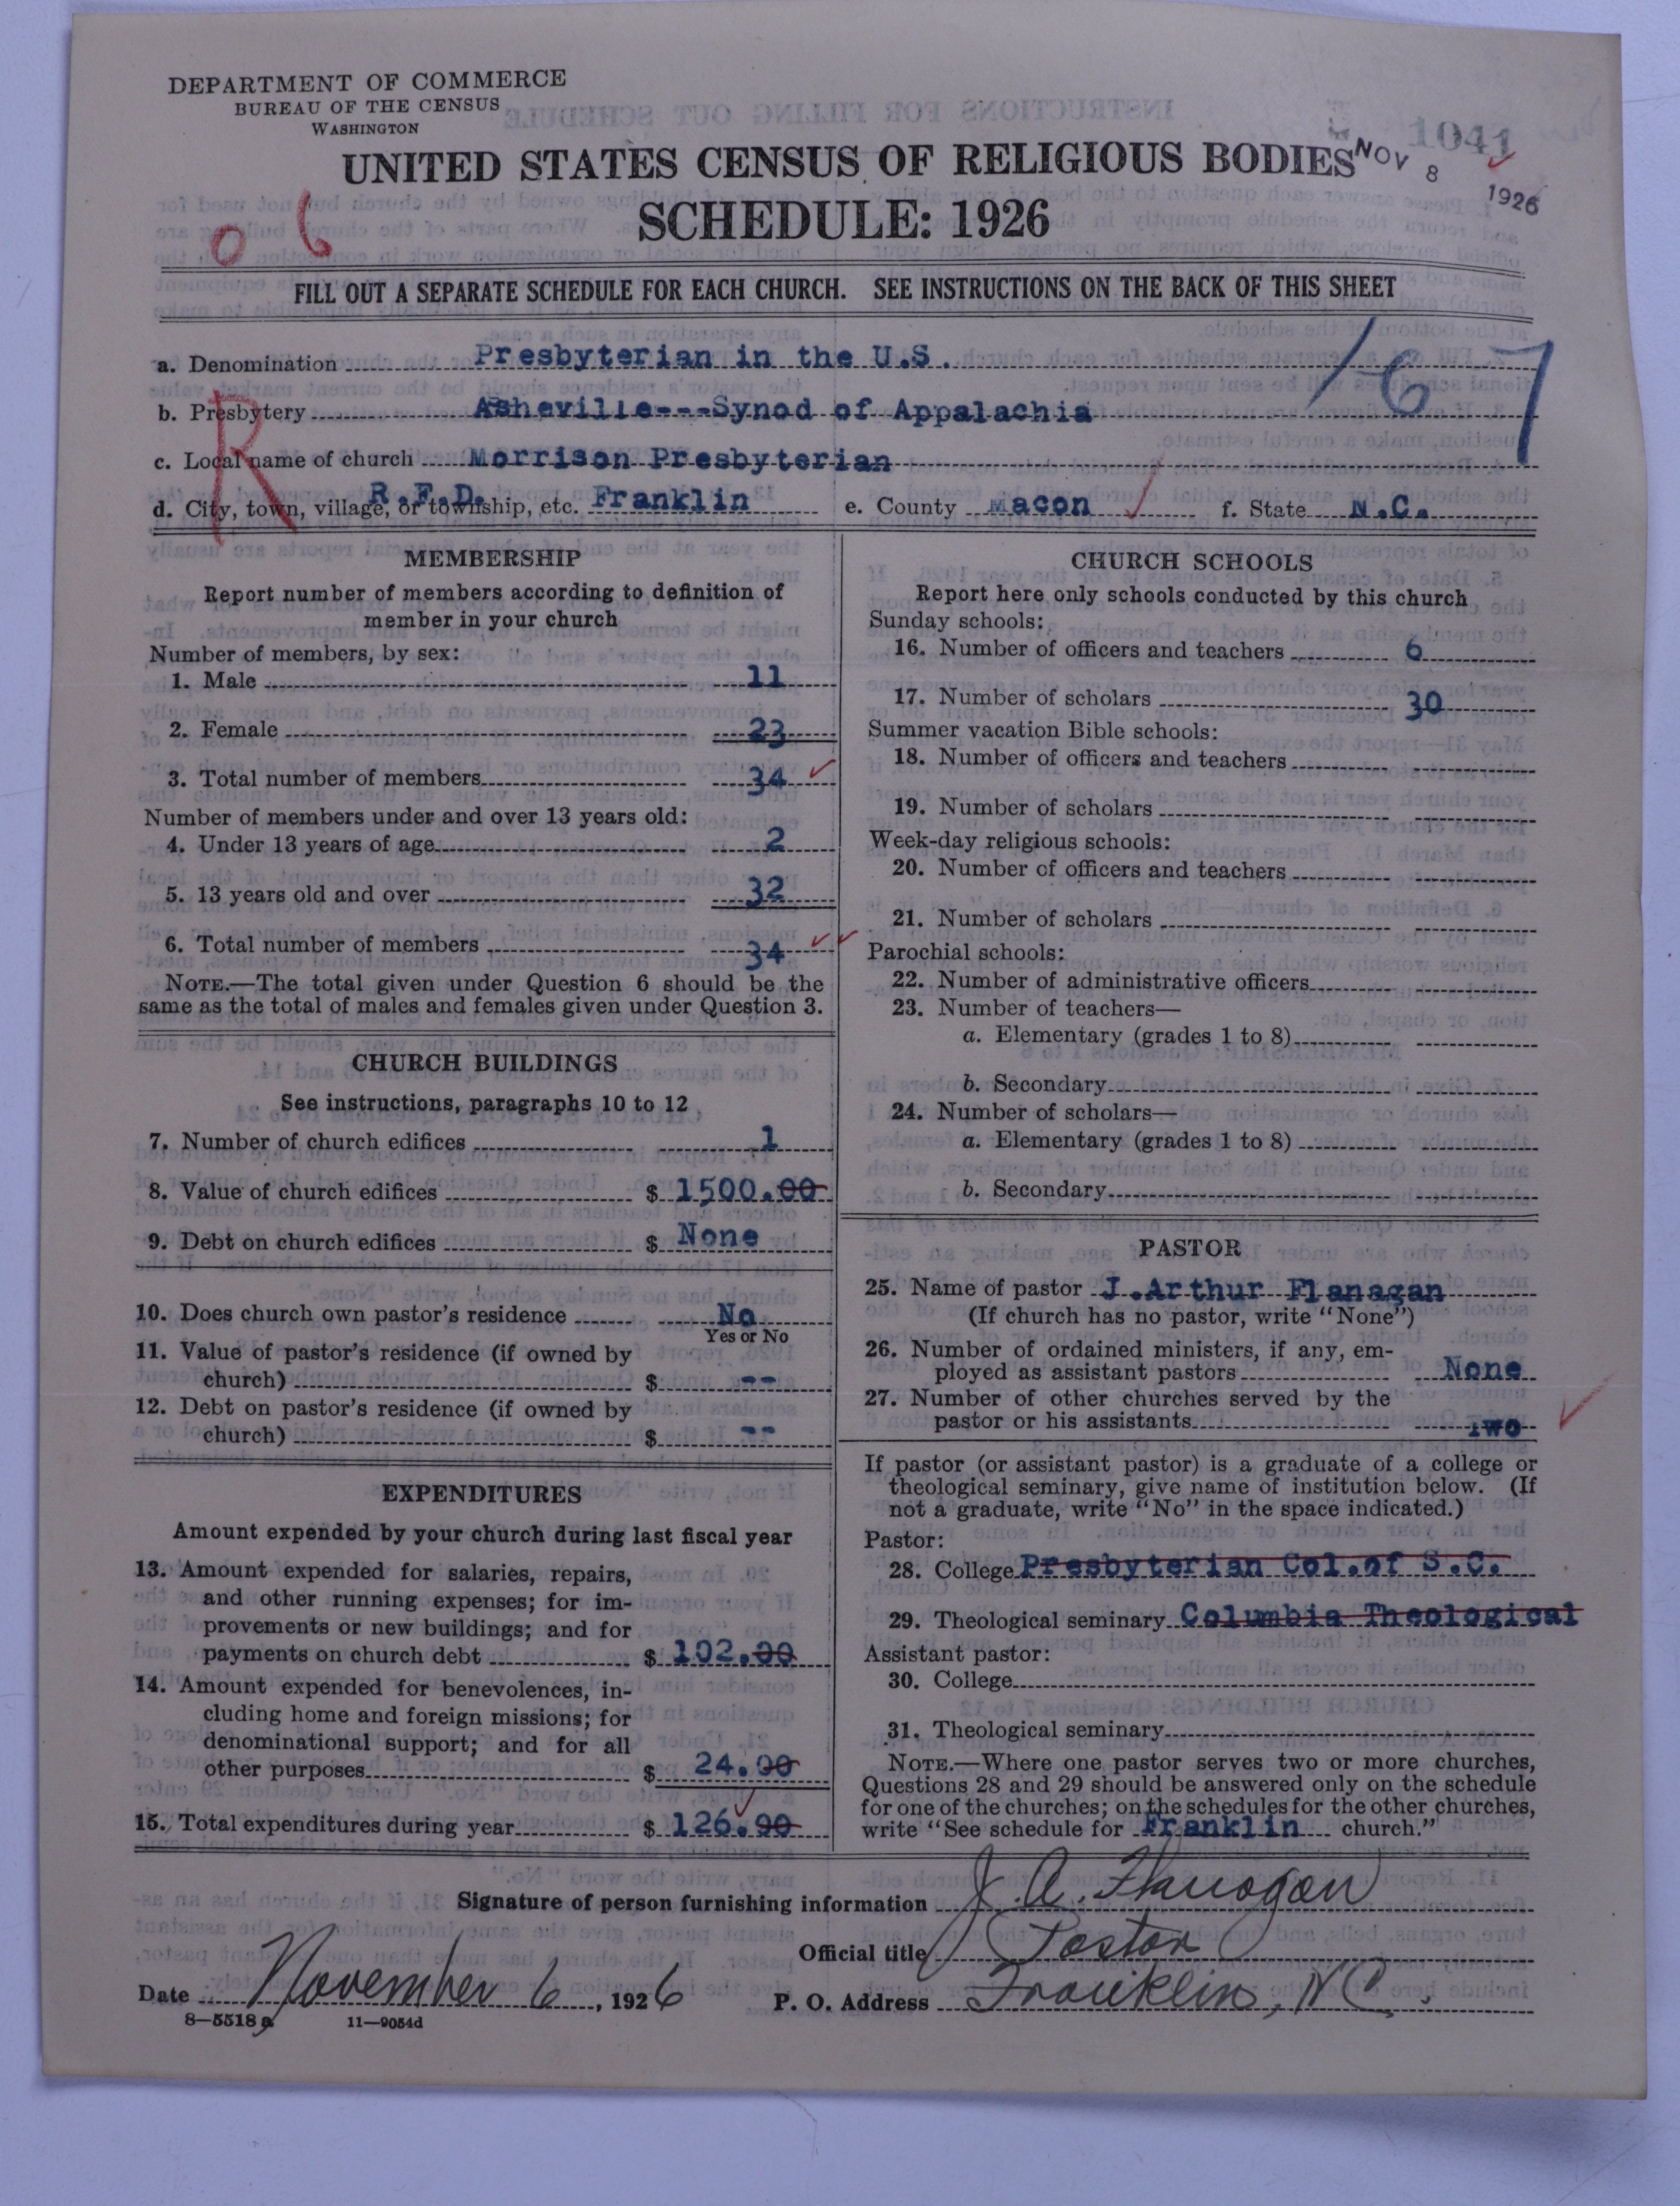 DEPARTMENT OF COMMERCE
BUREAU OF THE CENSUS
WASHINGTON
1041
UNITED STATES CENSUS OF RELIGIOUS BODIES
NOV 8 1926
SCHEDULE: 1926
0 6
FILL OUT A SEPARATE SCHEDULE FOR EACH CHURCH. SEE INSTRUCTIONS ON THE BACK OF THIS SHEET
a. Denomination Presbyterian in the U.S.
167
b. Presbytery Asheville---Synod of Appalachia
R
c. Local name of church Morrison Presbyterian
d. City, town, village, or township, etc. R.F.D. Franklin e. County Macon f. State N.C.
MEMBERSHIP
Report number of members according to definition of
member in your church
Number of members, by sex:
1. Male 11
2. Female 23
3. Total number of members 34
Number of members under and over 13 years old:
4. Under 13 years of age 2
5. 13 years old and over 32
6. Total number of members 34
NOTE.—The total given under Question 6 should be the
same as the total of males and females given under Question 3.
CHURCH BUILDINGS
See instructions, paragraphs 10 to 12
7. Number of church edifices 1
8. Value of church edifices $ 1500.00
9. Debt on church edifices $ None
10. Does church own pastor's residence No
Yes or No
11. Value of pastor's residence (if owned by
church) $ --
12. Debt on pastor's residence (if owned by
church) $ --
EXPENDITURES
Amount expended by your church during last fiscal year
13. Amount expended for salaries, repairs,
and other running expenses; for im-
provements or new buildings; and for
payments on church debt $ 102.00
14. Amount expended for benevolences, in-
cluding home and foreign missions; for
denominational support; and for all
other purposes $ 24.00
15. Total expenditures during year $ 126.00
CHURCH SCHOOLS
Report here only schools conducted by this church
Sunday schools:
16. Number of officers and teachers 6
17. Number of scholars 30
Summer vacation Bible schools:
18. Number of officers and teachers
19. Number of scholars
Week-day religious schools:
20. Number of officers and teachers
21. Number of scholars
Parochial schools:
22. Number of administrative officers
23. Number of teachers—
a. Elementary (grades 1 to 8)
b. Secondary
24. Number of scholars—
a. Elementary (grades 1 to 8)
b. Secondary
PASTOR
25. Name of pastor J.Arthur Flanagan
(If church has no pastor, write "None")
26. Number of ordained ministers, if any, em-
ployed as assistant pastors None
27. Number of other churches served by the
pastor or his assistants Two
If pastor (or assistant pastor) is a graduate of a college or
theological seminary, give name of institution below. (If
not a graduate, write "No" in the space indicated.)
Pastor:
28. College Presbyterian Col.of S.C.
29. Theological seminary Columbia Theological
Assistant pastor:
30. College
31. Theological seminary
NOTE.—Where one pastor serves two or more churches,
Questions 28 and 29 should be answered only on the schedule
for one of the churches; on the schedules for the other churches,
write "See schedule for Franklin church."
Signature of person furnishing information J. A. Flanagan
Official title Pastor
Date November 6, 1926 P. O. Address Franklin, N.C.
8—5518 a 11—9054d